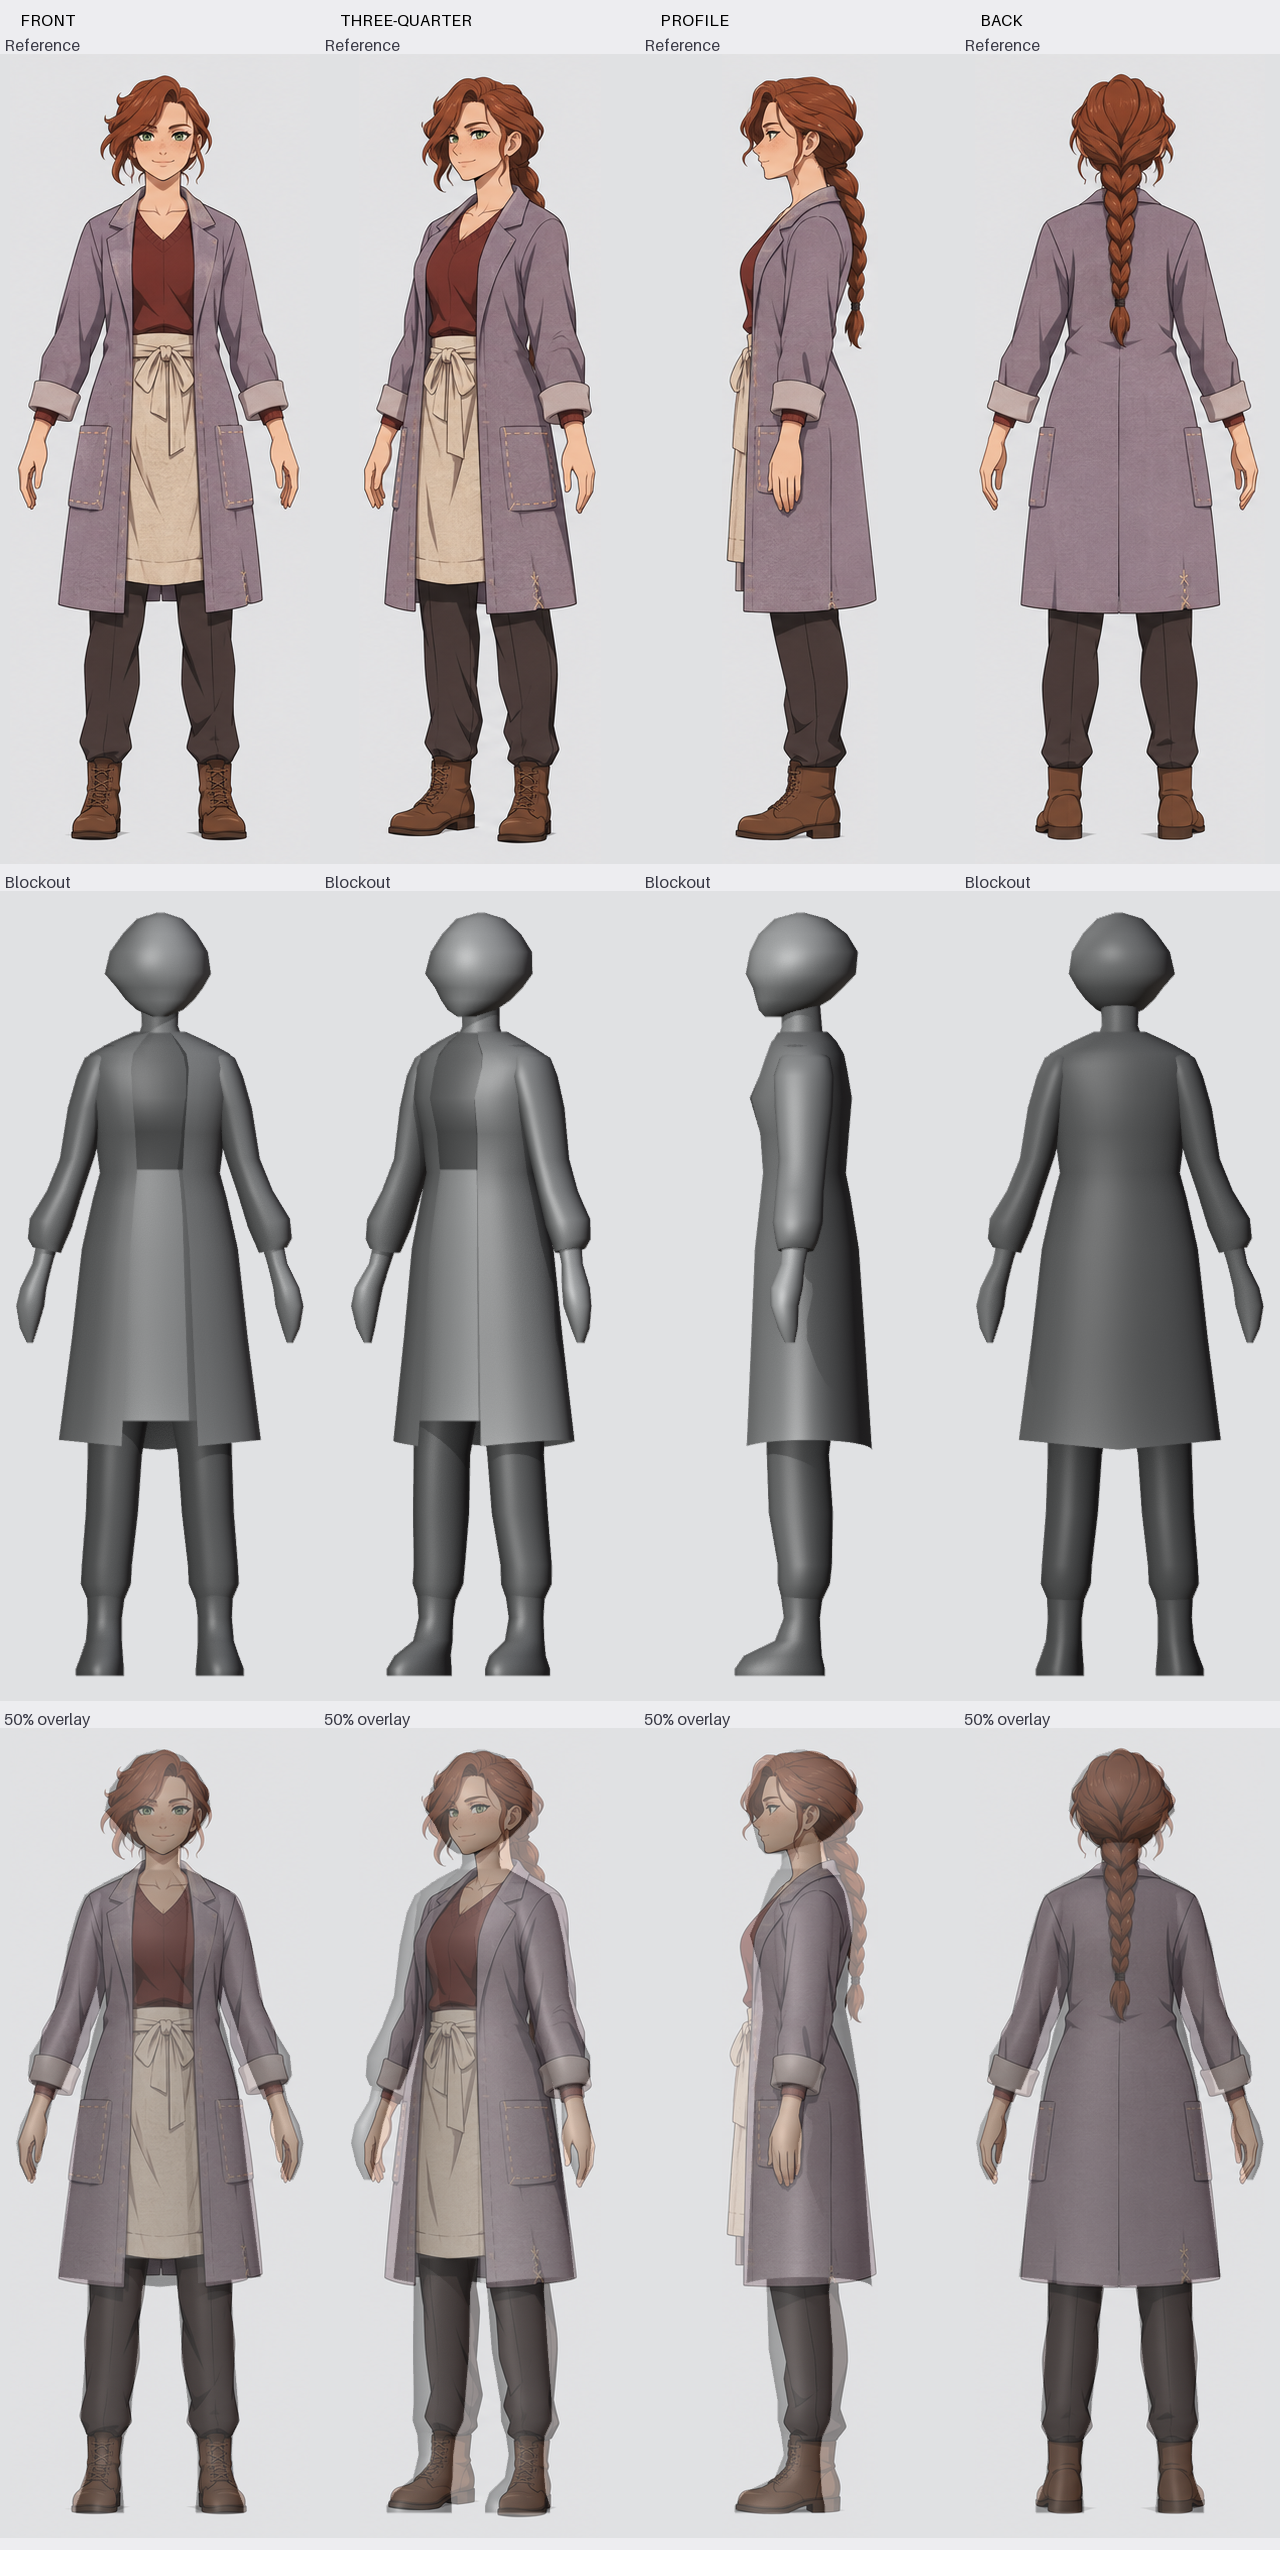 FRONT THREE-QUARTER PROFILE BACK
Reference Reference Reference Reference
Blockout Blockout Blockout Blockout
50% overlay 50% overlay 50% overlay 50% overlay